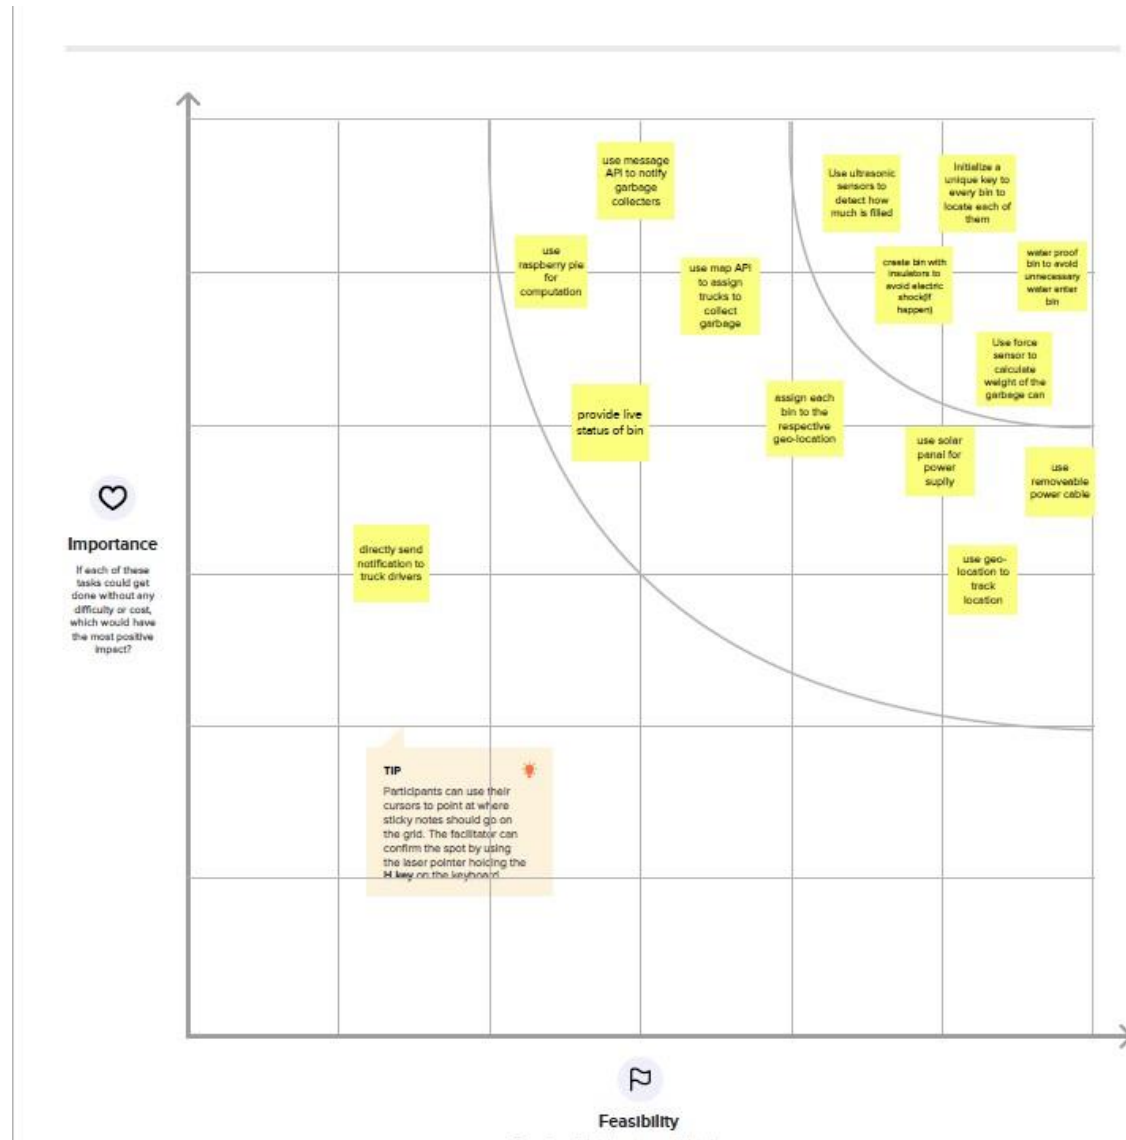 use message
API to notify
garbage
collecters
Use ultrasonic
sensors to
detect how
much is filled
Initialize a
unique key to
every bin to
locate each of
them
use
raspberry pie
for
computation
use map API
to assign
trucks to
collect
garbage
create bin with
insulators to
avoid electric
shock(if
happen)
water proof
bin to avoid
unnecessary
water enter
bin
Use force
sensor to
calculate
weight of the
garbage can
provide live
status of bin
assign each
bin to the
respective
geo-location
use solar
panal for
power
suplly
use
removeable
power cable
directly send
notification to
truck drivers
use geo-
location to
track
location
Importance
If each of these
tasks could get
done without any
difficulty or cost,
which would have
the most positive
impact?
TIP
Participants can use their
cursors to point at where
sticky notes should go on
the grid. The facilitator can
confirm the spot by using
the laser pointer holding the
H key on the keyboard
Feasibility